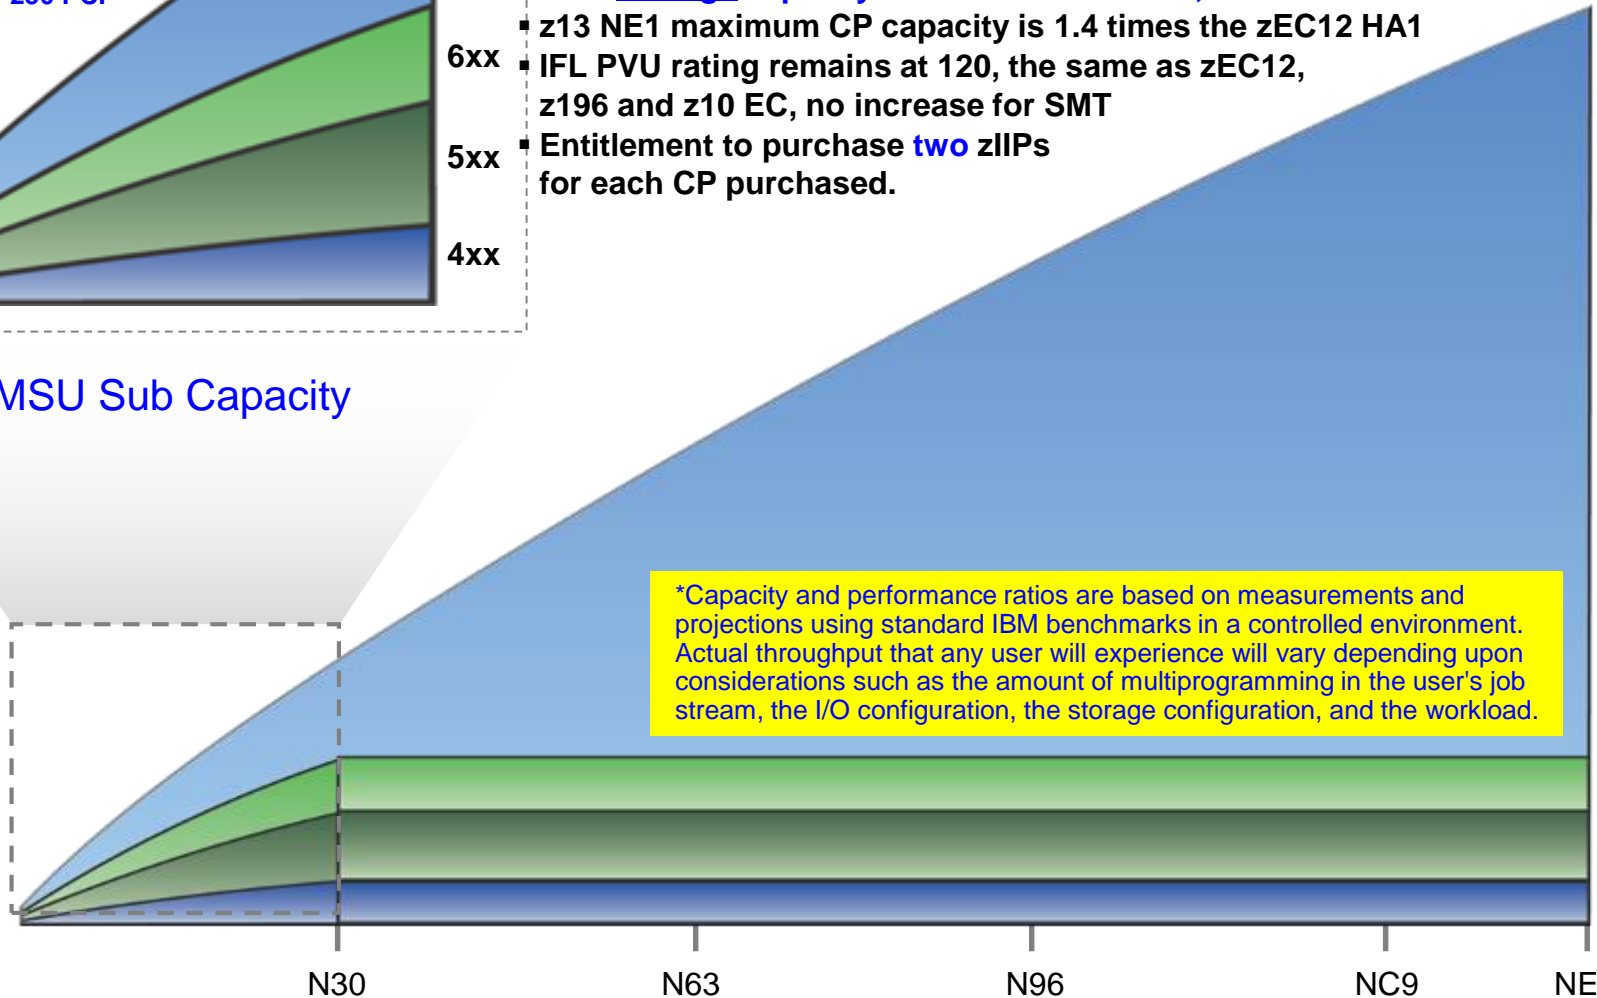 6xx
5xx
4xx
▪ z13 NE1 maximum CP capacity is 1.4 times the zEC12 HA1
▪ IFL PVU rating remains at 120, the same as zEC12,
z196 and z10 EC, no increase for SMT
▪ Entitlement to purchase two zIIPs
for each CP purchased.
MSU Sub Capacity
*Capacity and performance ratios are based on measurements and
projections using standard IBM benchmarks in a controlled environment.
Actual throughput that any user will experience will vary depending upon
considerations such as the amount of multiprogramming in the user's job
stream, the I/O configuration, the storage configuration, and the workload.
N30
N63
N96
NC9
NE